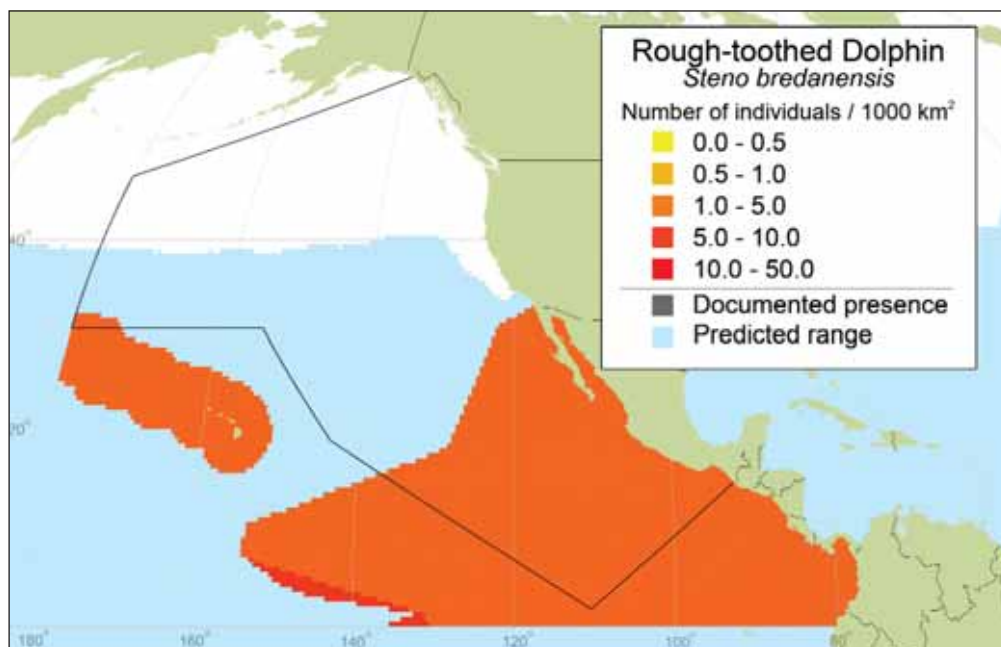 Rough-toothed Dolphin
Steno bredanensis
Number of individuals / 1000 km²
0.0 - 0.5
0.5 - 1.0
1.0 - 5.0
5.0 - 10.0
10.0 - 50.0
Documented presence
Predicted range
40°
20°
180° 160° 140° 120° 100° 80°